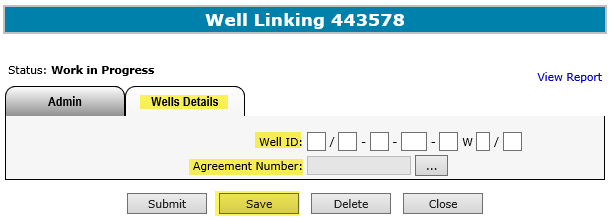 Well Linking 443578
Status: Work in Progress
View Report
Admin Wells Details
Well ID: / - - - W /
Agreement Number: ...
Submit Save Delete Close